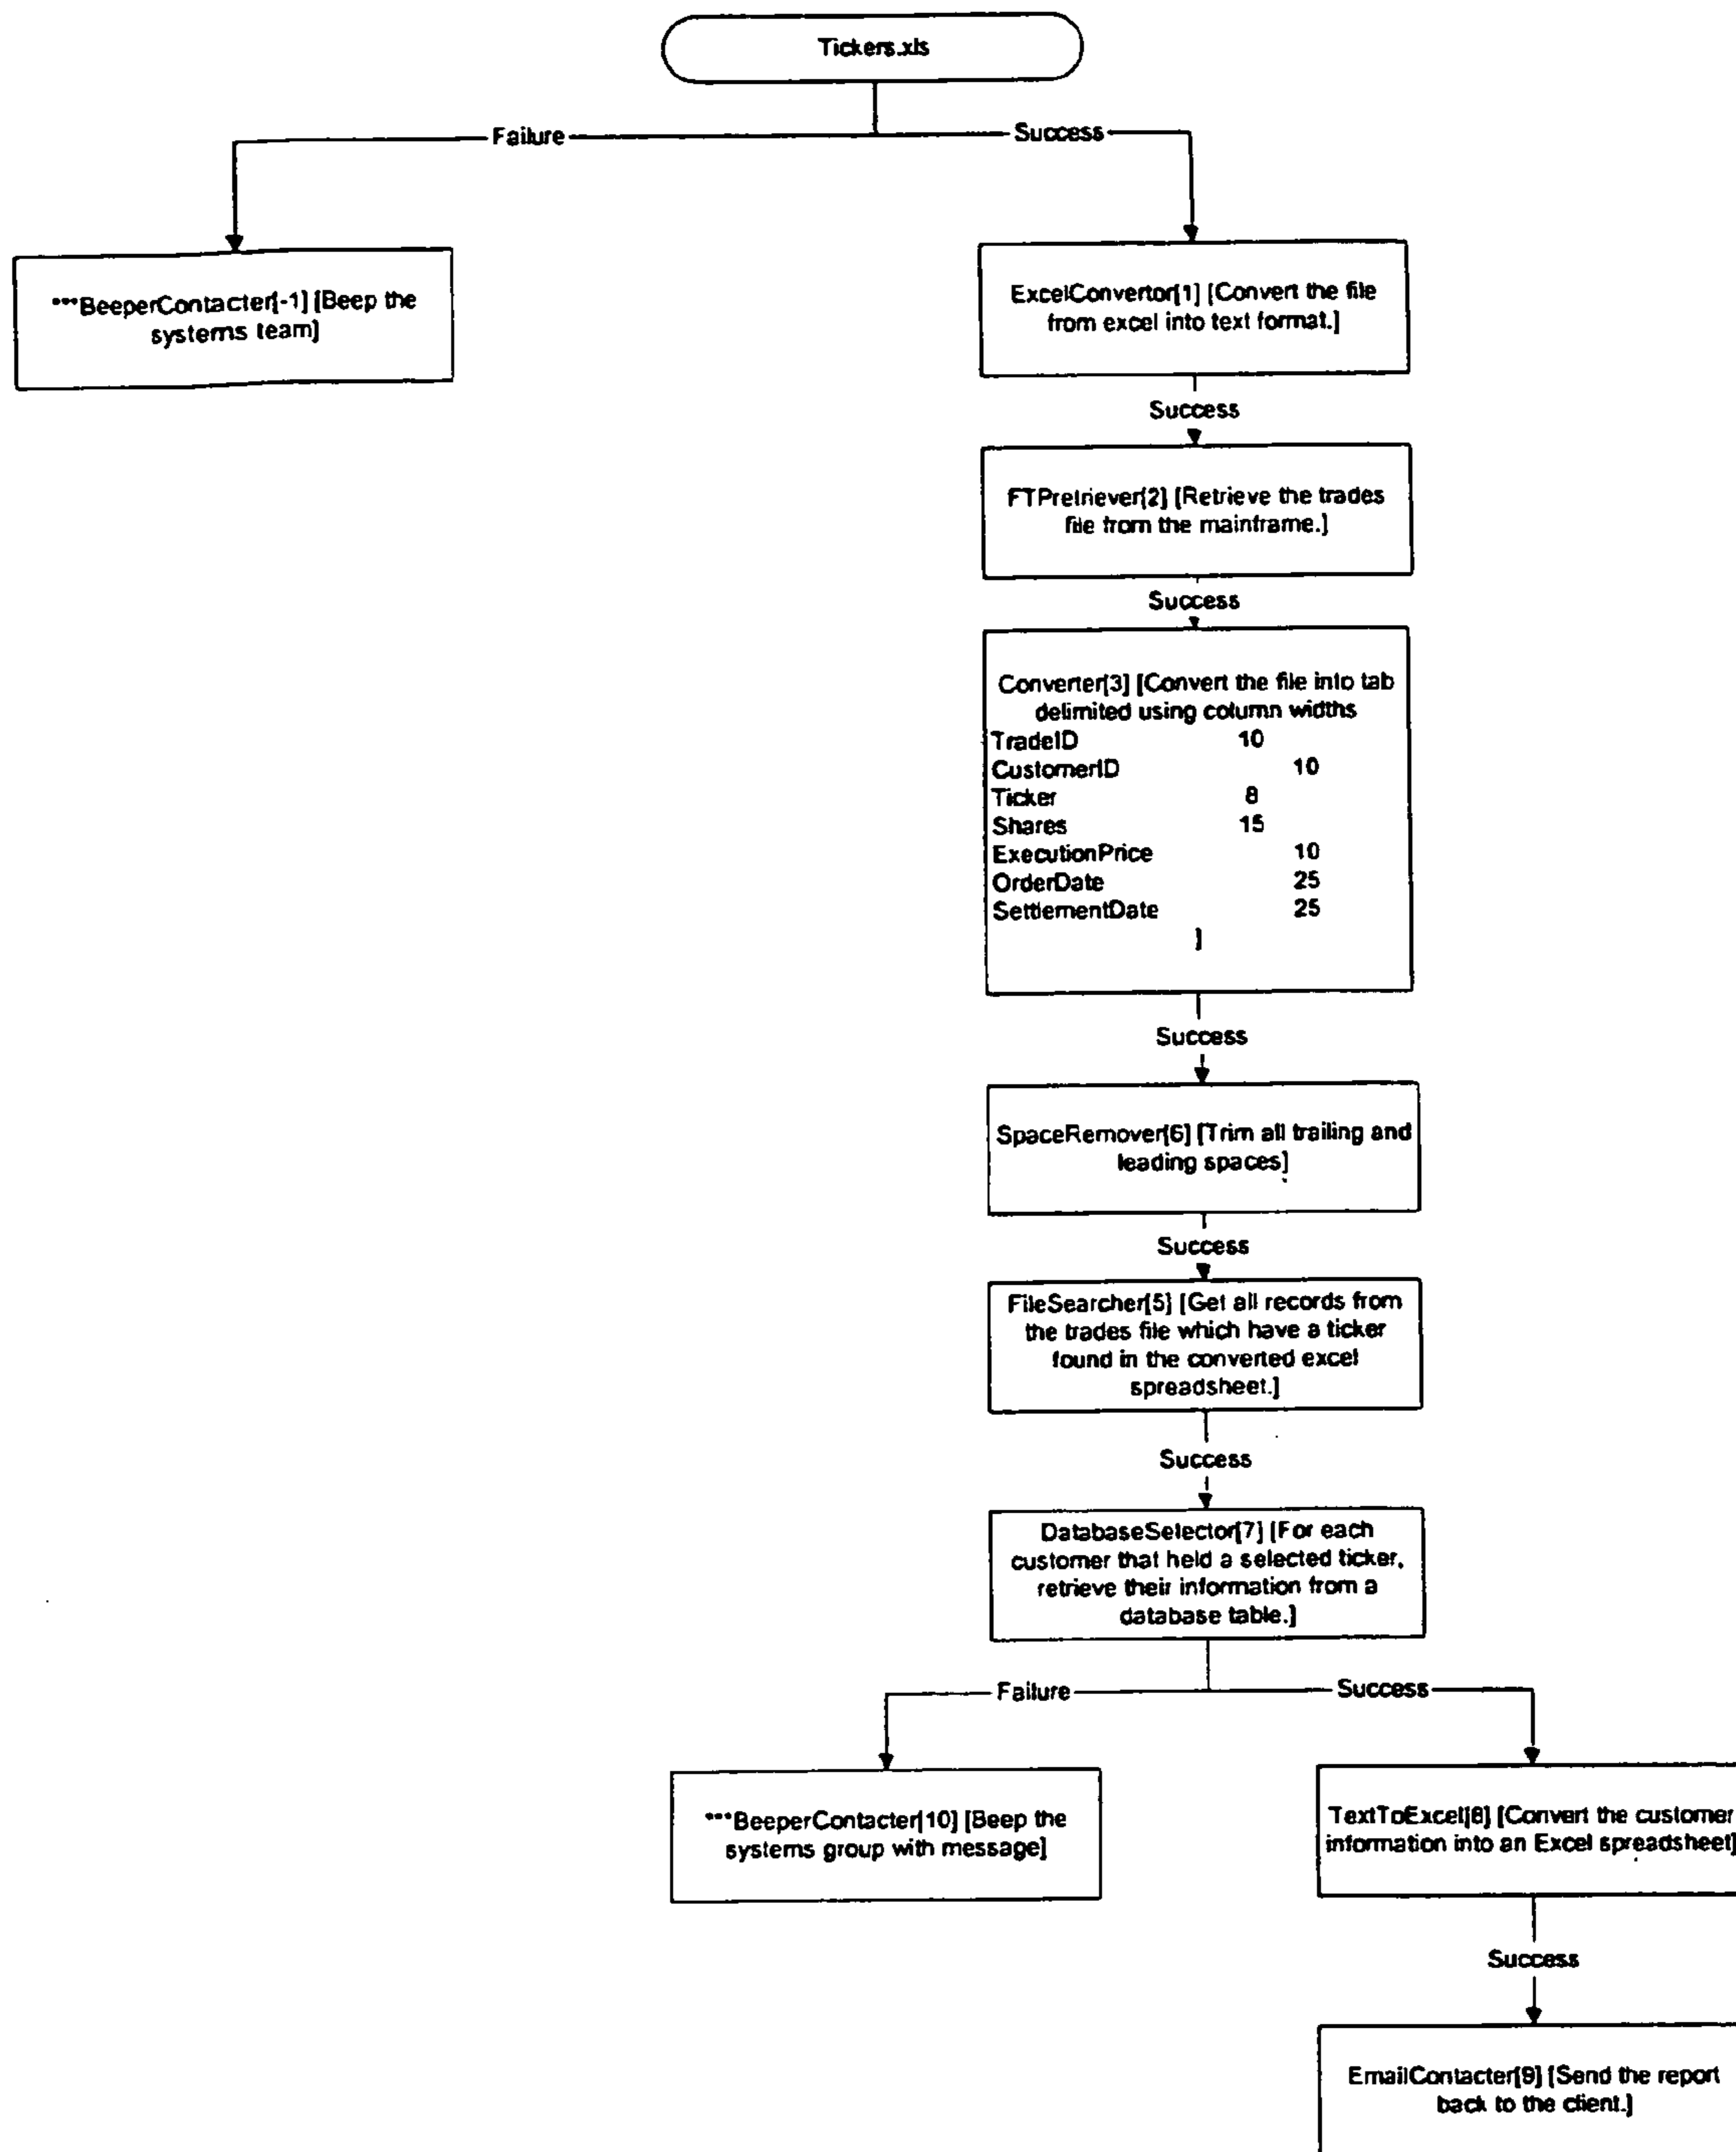 Tickers.xls
Failure
Success
***BeeperContacter[-1] [Beep the
systems team]
ExcelConvertor[1] [Convert the file
from excel into text format.]
Success
FTPretriever[2] [Retrieve the trades
file from the mainframe.]
Success
Converter[3] [Convert the file into tab
delimited using column widths
TradeID 10
CustomerID 10
Ticker 8
Shares 15
ExecutionPrice 10
OrderDate 25
SettlementDate 25
]
Success
SpaceRemover[6] [Trim all trailing and
leading spaces]
Success
FileSearcher[5] [Get all records from
the trades file which have a ticker
found in the converted excel
spreadsheet.]
Success
DatabaseSelector[7] [For each
customer that held a selected ticker,
retrieve their information from a
database table.]
Failure
Success
***BeeperContacter[10] [Beep the
systems group with message]
TextToExcel[8] [Convert the customer
information into an Excel spreadsheet]
Success
EmailContacter[9] [Send the report
back to the client.]